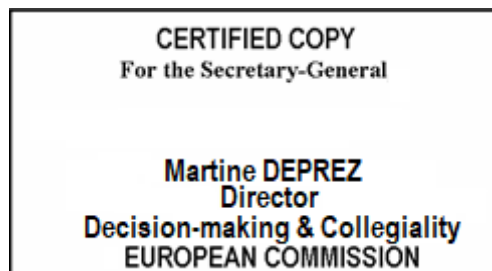 CERTIFIED COPY
For the Secretary-General
Martine DEPREZ
Director
Decision-making & Collegiality
EUROPEAN COMMISSION